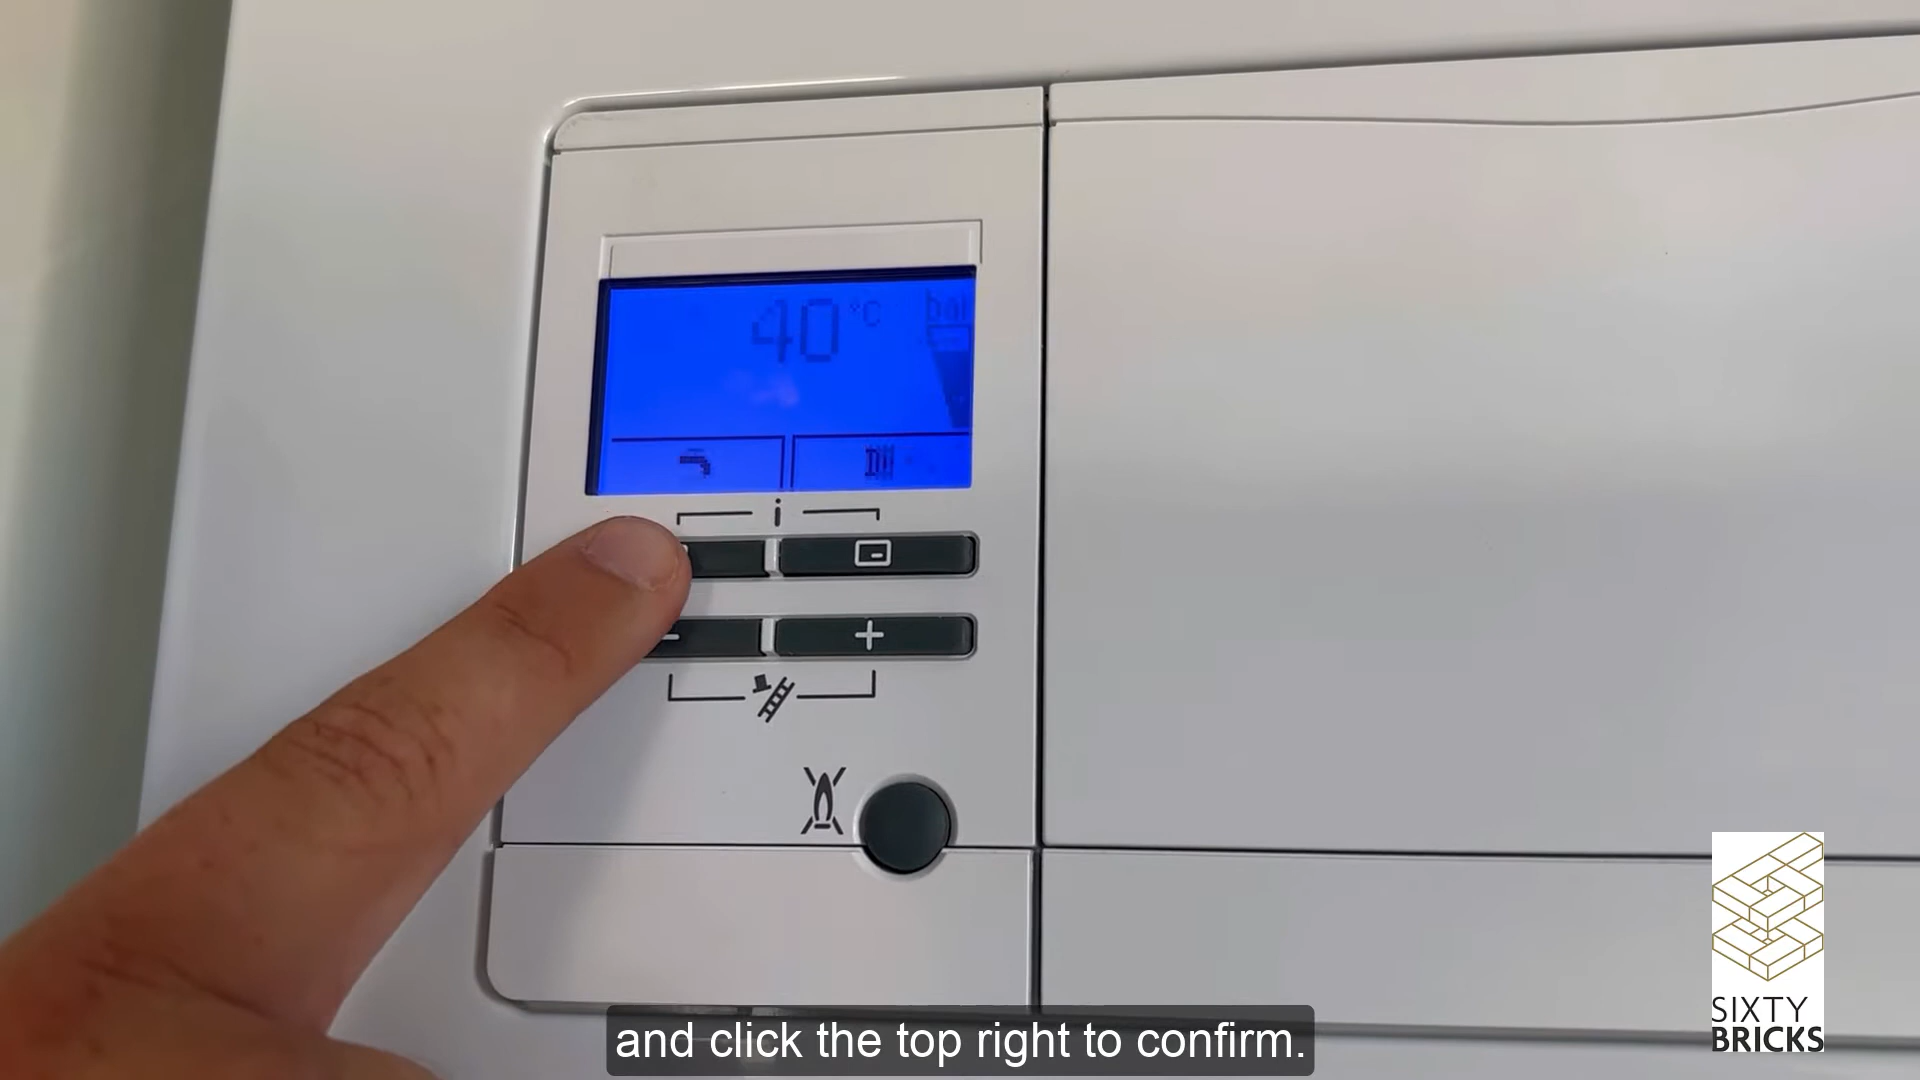 40 °C
bar
i
- +
and click the top right to confirm.
SIXTY
BRICKS